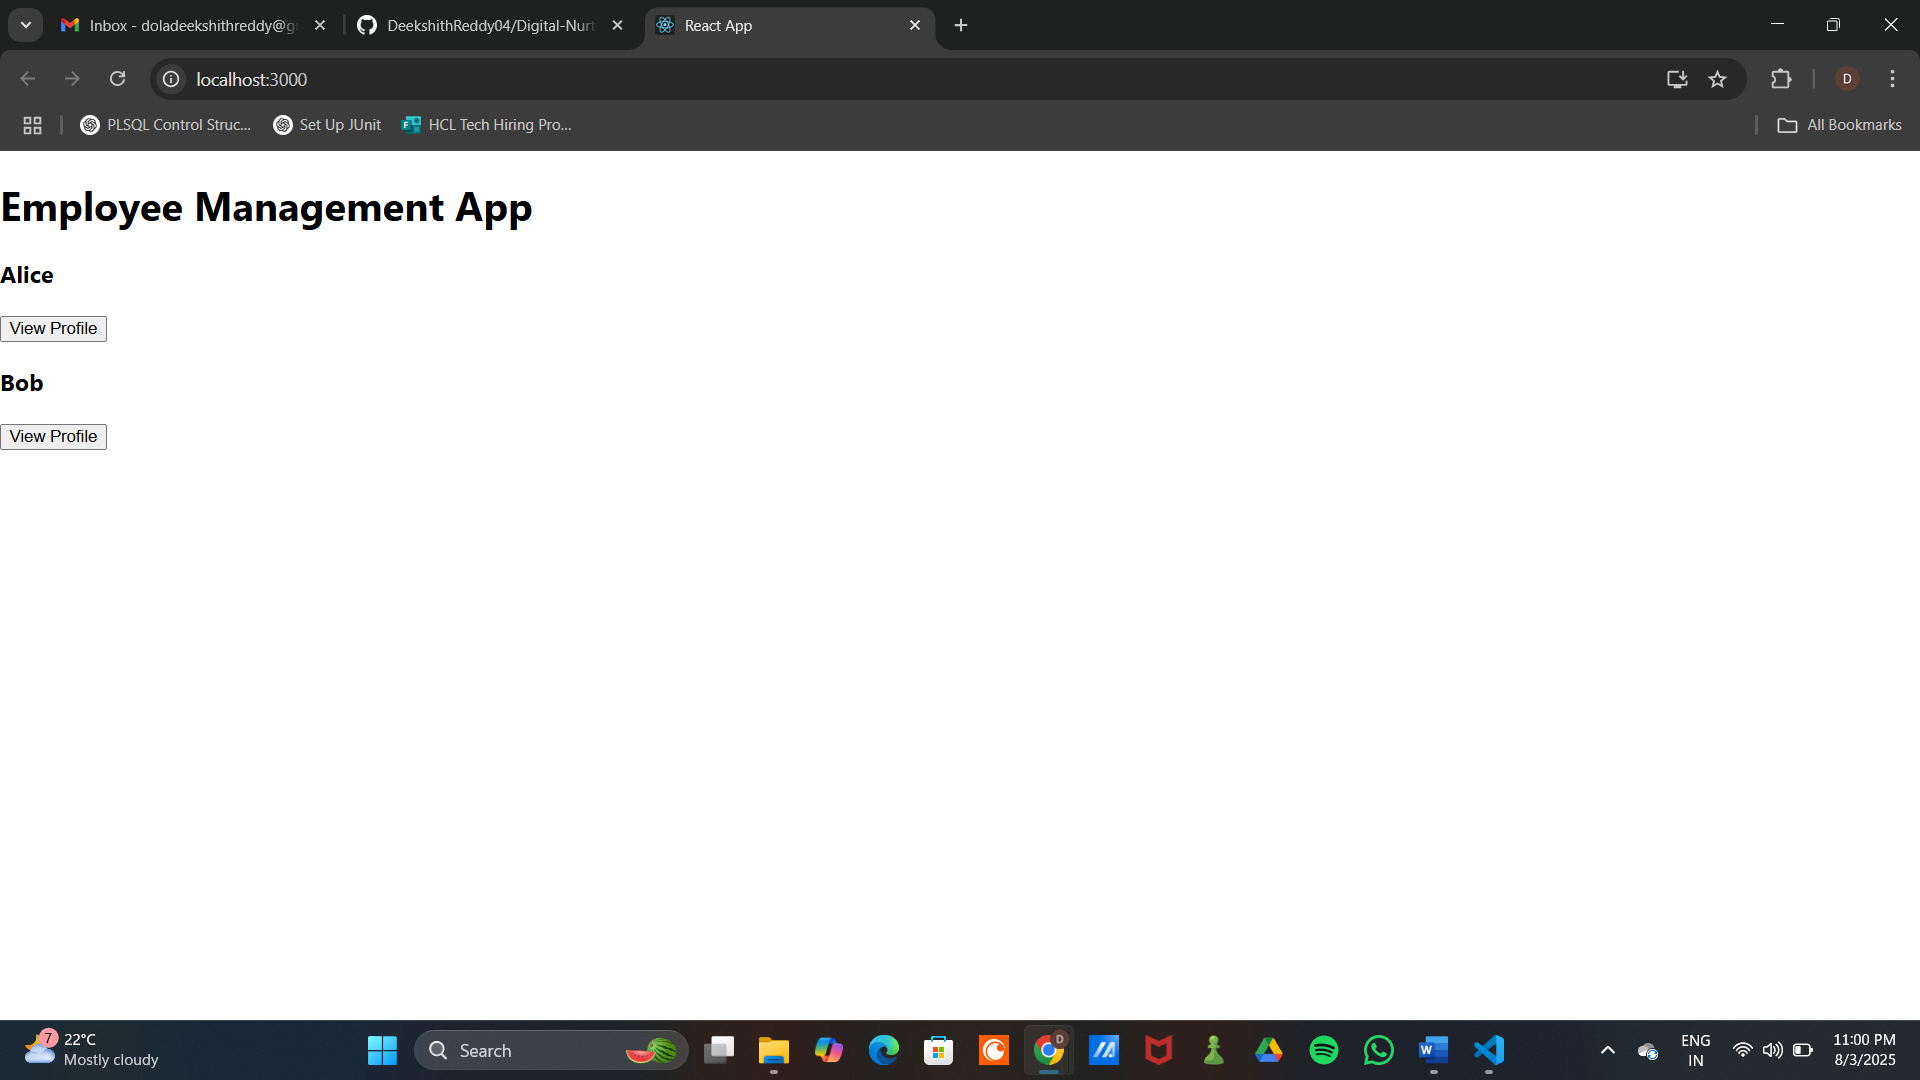 Inbox - doladeekshithreddy@g
DeekshithReddy04/Digital-Nurt
React App
localhost:3000
D
PLSQL Control Struc...
Set Up JUnit
HCL Tech Hiring Pro...
All Bookmarks
Employee Management App
Alice
View Profile
Bob
View Profile
7
22°C
Mostly cloudy
Search
D
ENG
IN
11:00 PM
8/3/2025